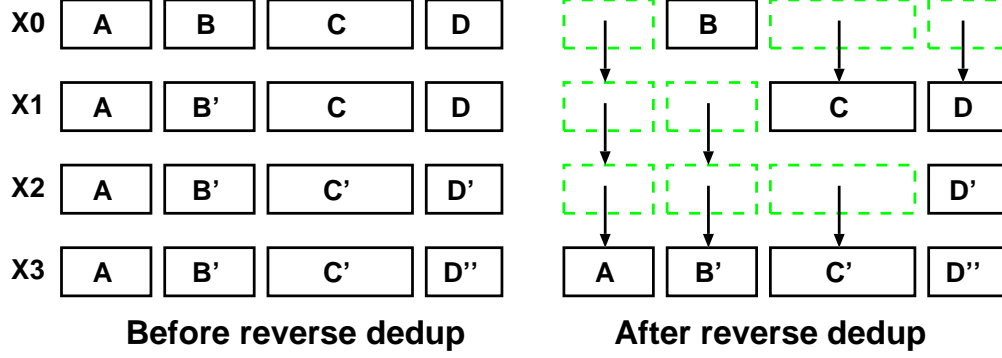 X0 A B C D B
X1 A B’ C D C D
X2 A B’ C’ D’ D’
X3 A B’ C’ D’’ A B’ C’ D’’
Before reverse dedup After reverse dedup